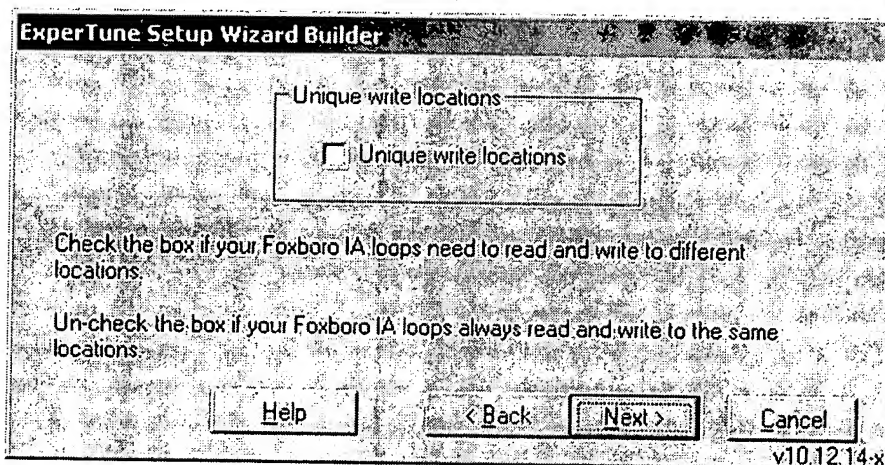 ExperTune Setup Wizard Builder
Unique write locations
Unique write locations
Check the box if your Foxboro IA loops need to read and write to different
locations.
Un-check the box if your Foxboro IA loops always read and write to the same
locations.
Help
< Back
Next >
Cancel
v10.12.14-x